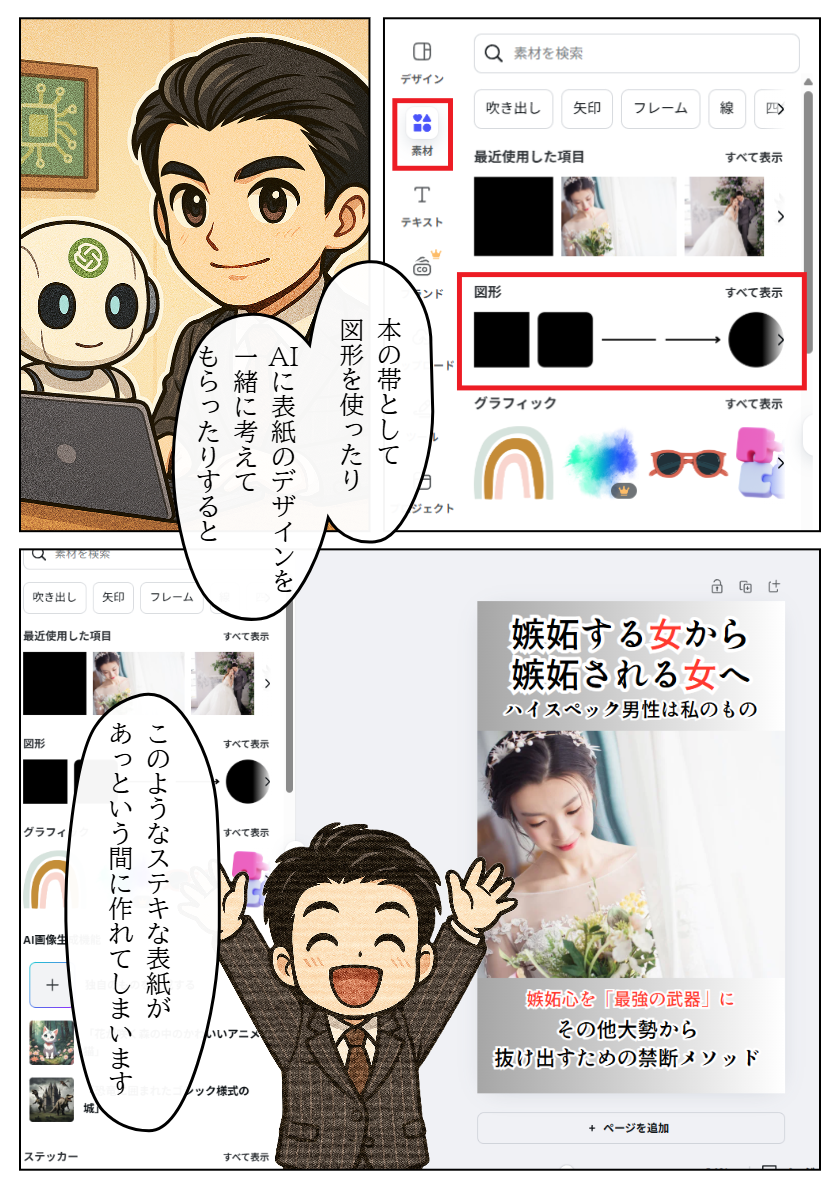 本の帯として
図形を使ったり
AIに表紙のデザインを
一緒に考えて
もらったりすると
デザイン
素材
テキスト
ンド
ード
ル
ジェクト
素材を検索
吹き出し
矢印
フレーム
線
最近使用した項目
すべて表示
図形
すべて表示
グラフィック
すべて表示
素材を検索
吹き出し
矢印
フレーム
最近使用した項目
すべて表示
図形
すべて表示
グラフィ
すべて表示
AI画像生
いいアニメ
レック様式の
城」
ステッカー
すべて表示
このようなステキな表紙が
あっという間に作れてしまいます
嫉妬する女から
嫉妬される女へ
ハイスペック男性は私のもの
嫉妬心を「最強の武器」に
その他大勢から
抜け出すための禁断メソッド
+ ページを追加